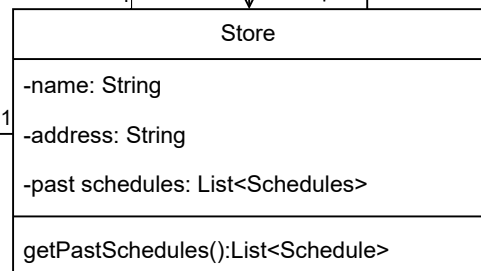 Store
-name: String
1
-address: String
-past schedules: List<Schedules>
getPastSchedules():List<Schedule>